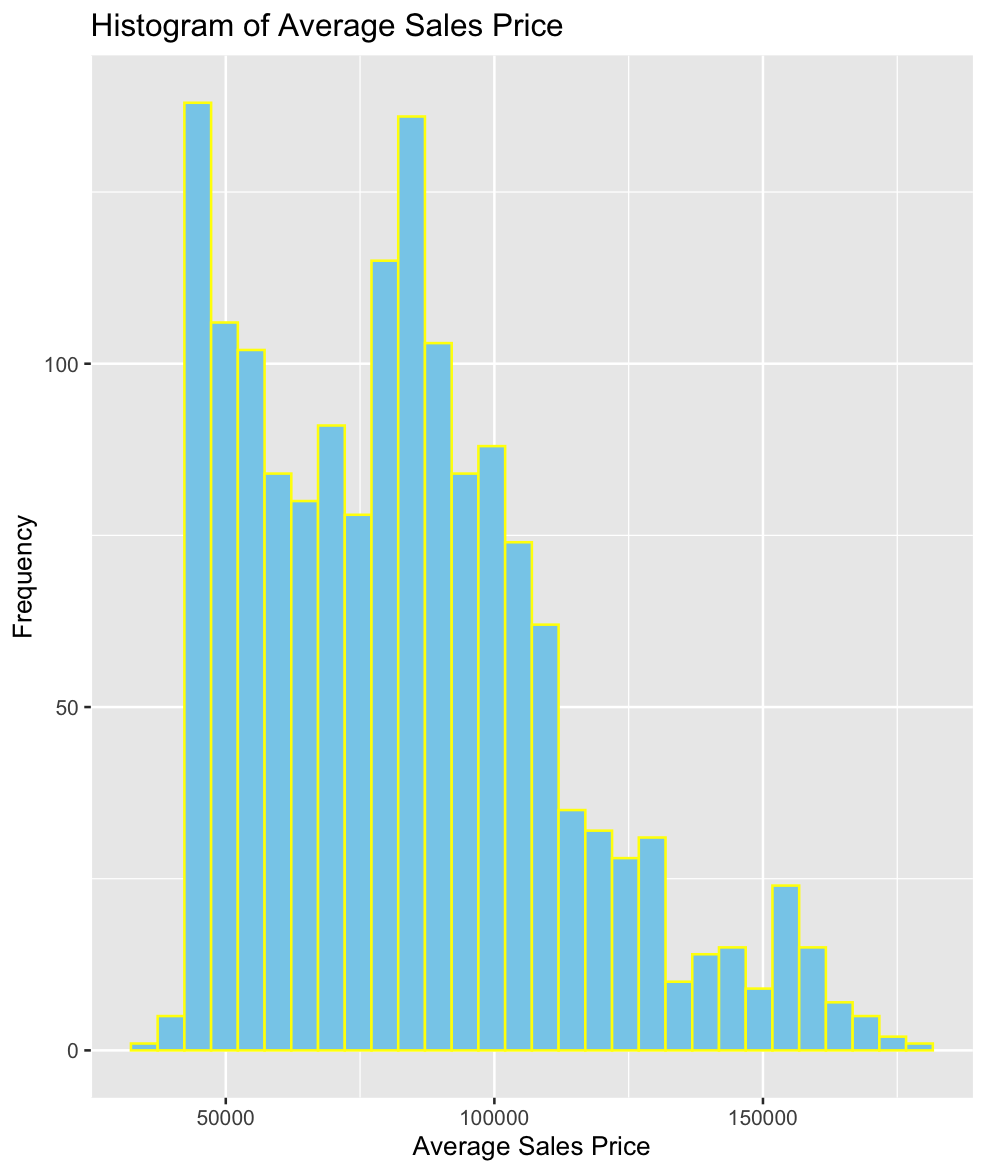 Histogram of Average Sales Price
100
50
0
Frequency
50000 100000 150000
Average Sales Price